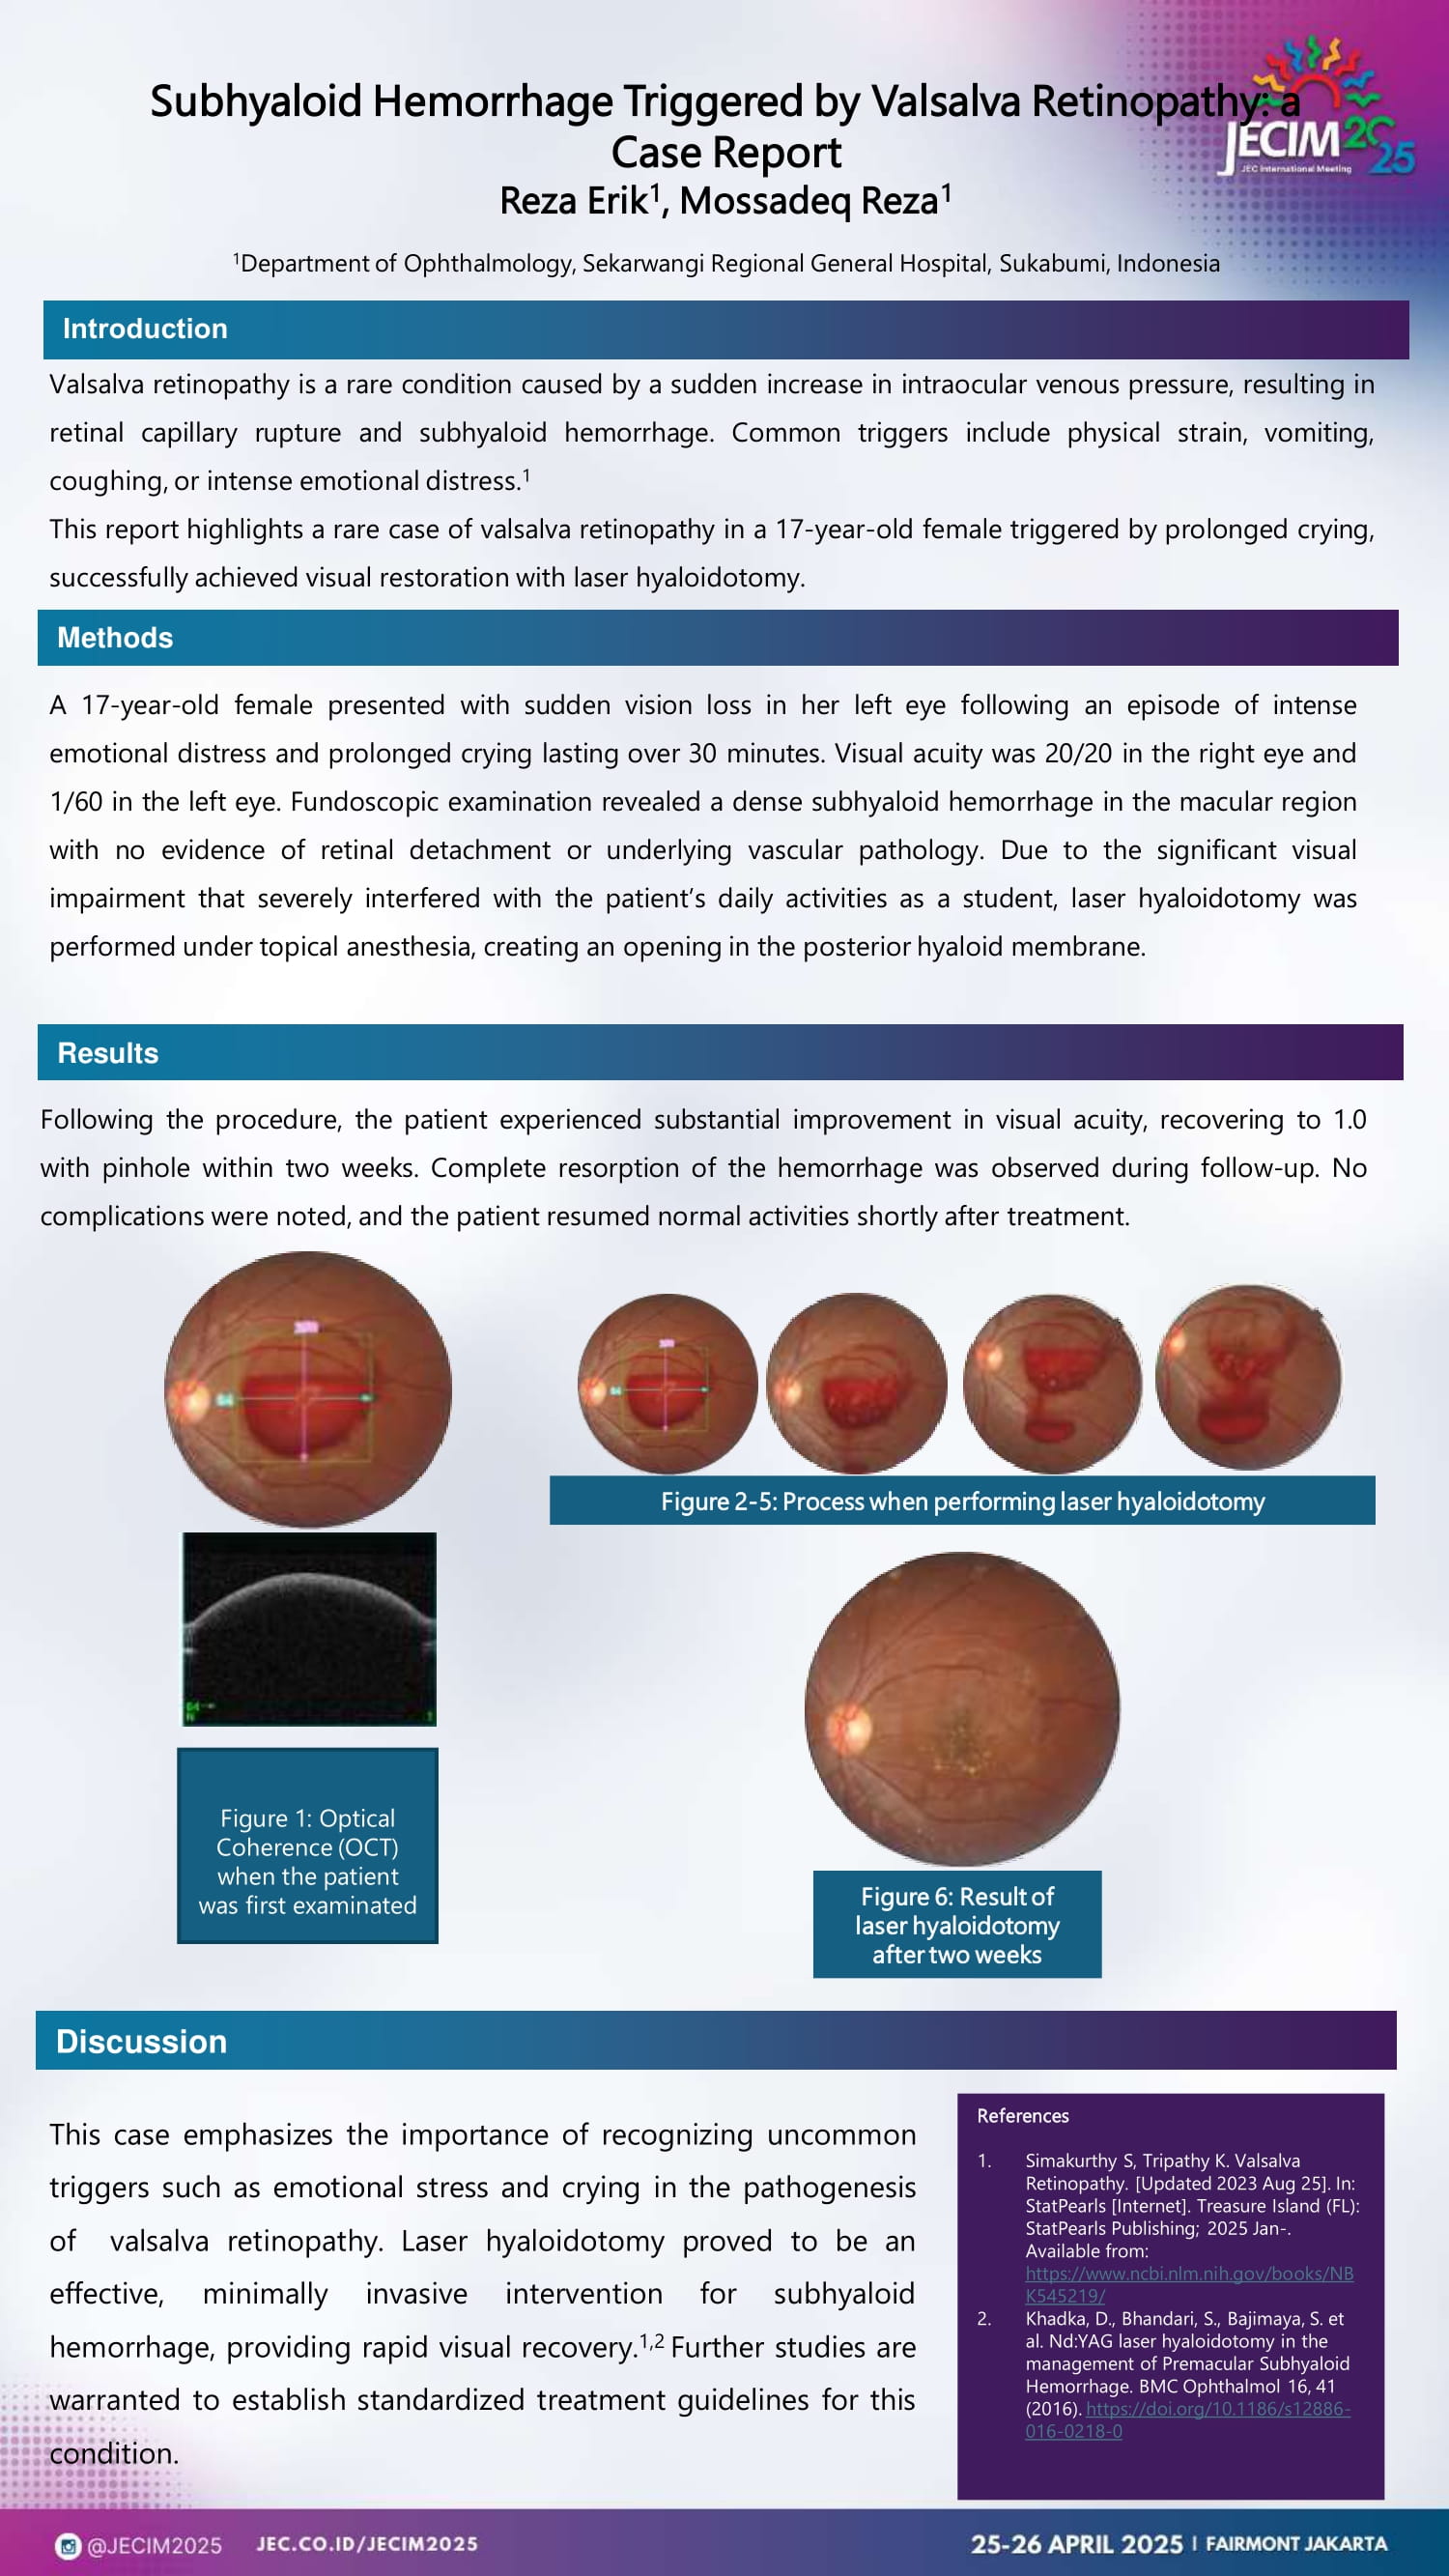 Subhyaloid Hemorrhage Triggered by Valsalva Retinopathy: a
Case Report
Reza Erik¹, Mossadeq Reza¹
JECIM 2025
JEC International Meeting
¹Department of Ophthalmology, Sekarwangi Regional General Hospital, Sukabumi, Indonesia
Introduction
Valsalva retinopathy is a rare condition caused by a sudden increase in intraocular venous pressure, resulting in
retinal capillary rupture and subhyaloid hemorrhage. Common triggers include physical strain, vomiting,
coughing, or intense emotional distress.¹
This report highlights a rare case of valsalva retinopathy in a 17-year-old female triggered by prolonged crying,
successfully achieved visual restoration with laser hyaloidotomy.
Methods
A 17-year-old female presented with sudden vision loss in her left eye following an episode of intense
emotional distress and prolonged crying lasting over 30 minutes. Visual acuity was 20/20 in the right eye and
1/60 in the left eye. Fundoscopic examination revealed a dense subhyaloid hemorrhage in the macular region
with no evidence of retinal detachment or underlying vascular pathology. Due to the significant visual
impairment that severely interfered with the patient’s daily activities as a student, laser hyaloidotomy was
performed under topical anesthesia, creating an opening in the posterior hyaloid membrane.
Results
Following the procedure, the patient experienced substantial improvement in visual acuity, recovering to 1.0
with pinhole within two weeks. Complete resorption of the hemorrhage was observed during follow-up. No
complications were noted, and the patient resumed normal activities shortly after treatment.
Figure 2-5: Process when performing laser hyaloidotomy
Figure 1: Optical
Coherence (OCT)
when the patient
was first examinated
Figure 6: Result of
laser hyaloidotomy
after two weeks
Discussion
This case emphasizes the importance of recognizing uncommon
triggers such as emotional stress and crying in the pathogenesis
of valsalva retinopathy. Laser hyaloidotomy proved to be an
effective, minimally invasive intervention for subhyaloid
hemorrhage, providing rapid visual recovery.¹,² Further studies are
warranted to establish standardized treatment guidelines for this
condition.
References
1. Simakurthy S, Tripathy K. Valsalva
Retinopathy. [Updated 2023 Aug 25]. In:
StatPearls [Internet]. Treasure Island (FL):
StatPearls Publishing; 2025 Jan-.
Available from:
https://www.ncbi.nlm.nih.gov/books/NB
K545219/
2. Khadka, D., Bhandari, S., Bajimaya, S. et
al. Nd:YAG laser hyaloidotomy in the
management of Premacular Subhyaloid
Hemorrhage. BMC Ophthalmol 16, 41
(2016). https://doi.org/10.1186/s12886-
016-0218-0
@JECIM2025 JEC.CO.ID/JECIM2025
25-26 APRIL 2025 | FAIRMONT JAKARTA